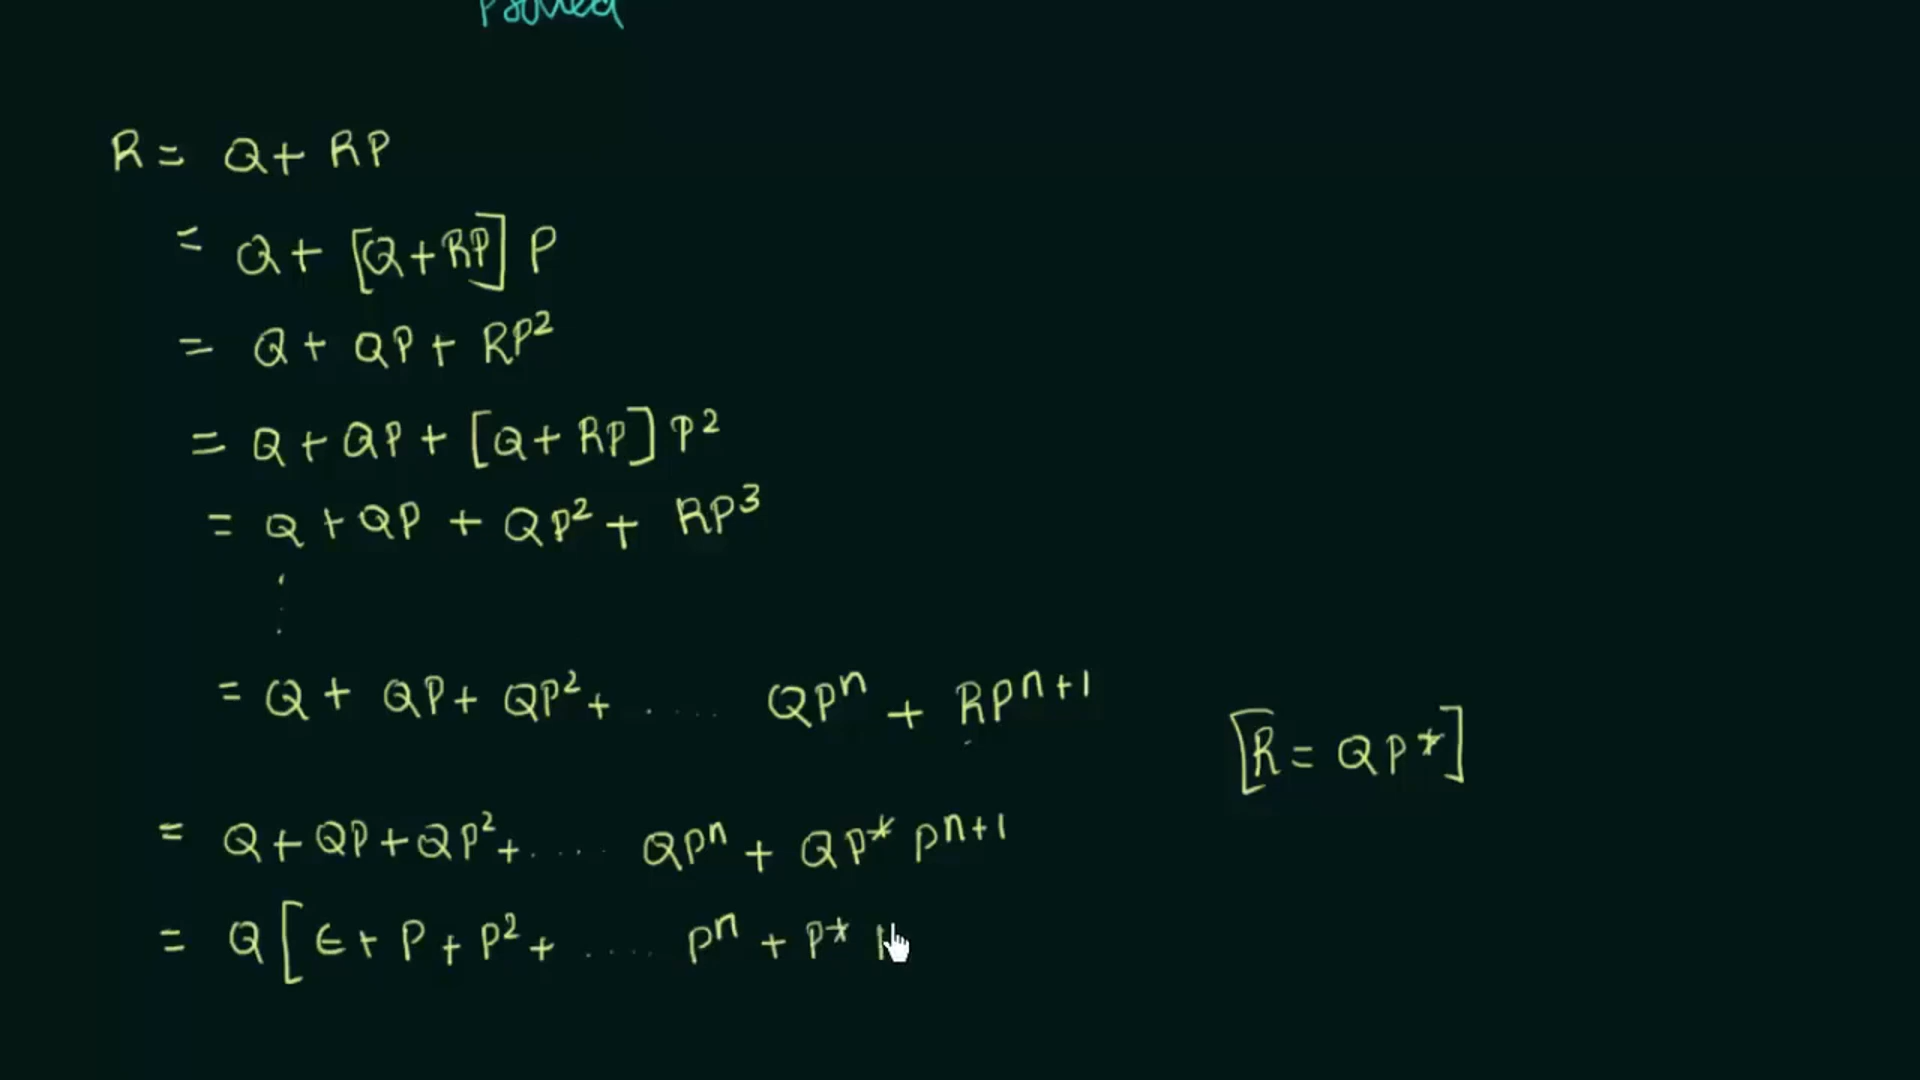 R = Q + RP
= Q + [Q + RP] P
= Q + QP + RP²
= Q + QP + [Q + RP] P²
= Q + QP + QP² + RP³
⋮
= Q + QP + QP² + ..... QPⁿ + RPⁿ⁺¹
[R = QP*]
= Q + QP + QP² + ..... QPⁿ + QP* Pⁿ⁺¹
= Q [ ∈ + P + P² + ..... Pⁿ + P*